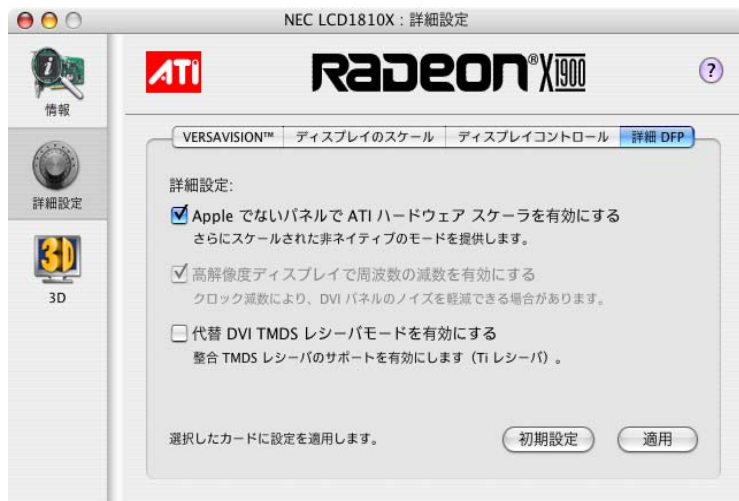 NEC LCD1810X : 詳細設定
情報
詳細設定
3D
ATI RADEON® X1900
?
VERSAVISION™ ディスプレイのスケール ディスプレイコントロール 詳細 DFP
詳細設定:
Apple でないパネルで ATI ハードウェア スケーラを有効にする
さらにスケールされた非ネイティブのモードを提供します。
高解像度ディスプレイで周波数の減数を有効にする
クロック減数により、DVI パネルのノイズを軽減できる場合があります。
代替 DVI TMDS レシーバモードを有効にする
整合 TMDS レシーバのサポートを有効にします（Ti レシーバ）。
選択したカードに設定を適用します。
初期設定 適用